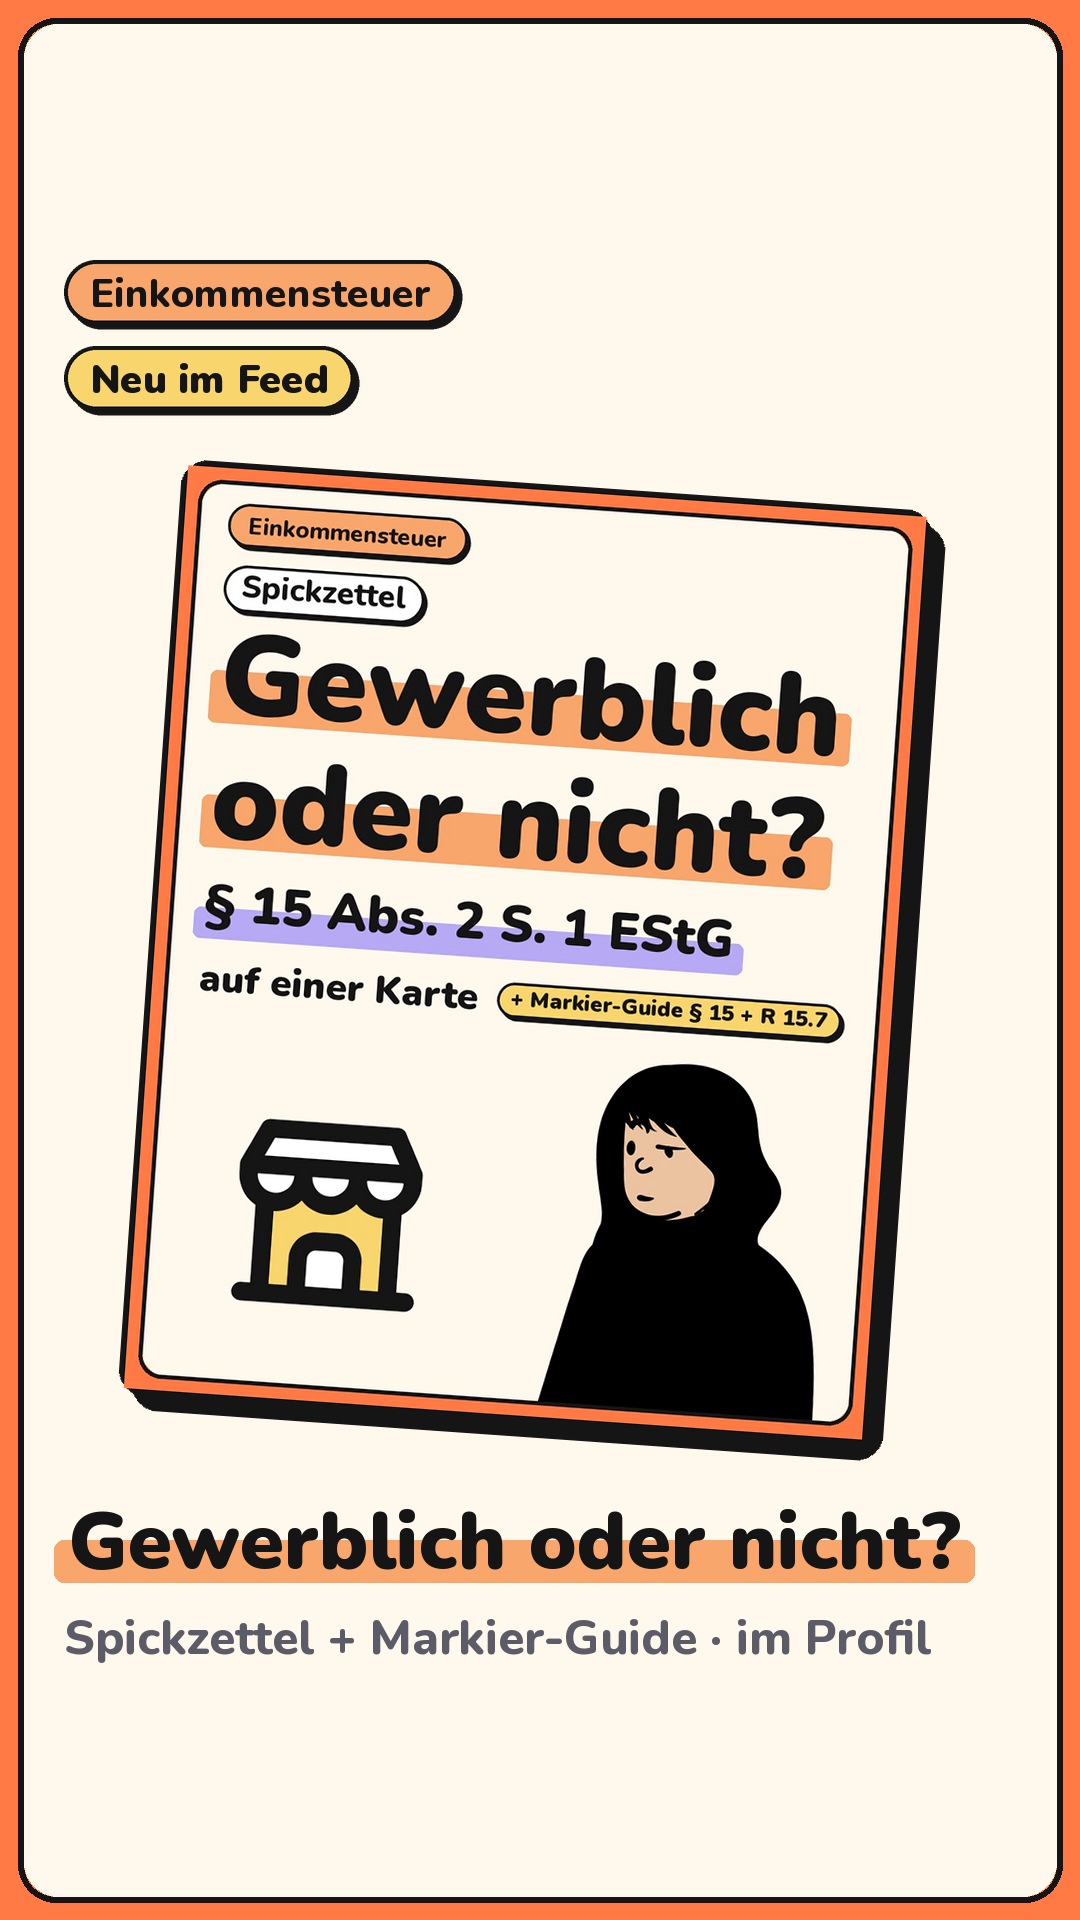 Einkommensteuer
Neu im Feed
Einkommensteuer
Spickzettel
Gewerblich
oder nicht?
§ 15 Abs. 2 S. 1 EStG
auf einer Karte + Markier-Guide § 15 + R 15.7
Gewerblich oder nicht?
Spickzettel + Markier-Guide · im Profil